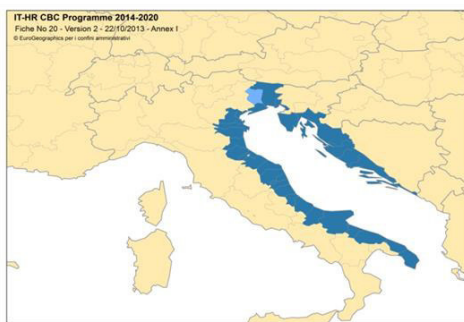 IT-HR CBC Programme 2014-2020
Fiche No 20 - Version 2 - 22/10/2013 - Annex I
© EuroGeographics per i confini amministrativi